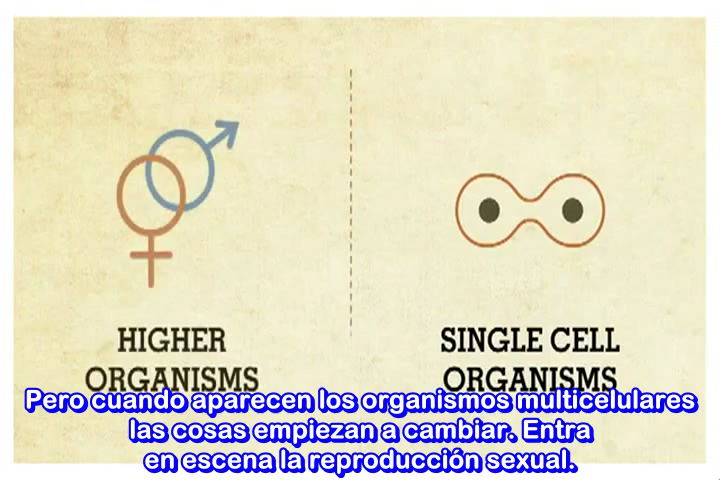 HIGHER
ORGANISMS
SINGLE CELL
ORGANISMS
Pero cuando aparecen los organismos multicelulares
las cosas empiezan a cambiar. Entra
en escena la reproducción sexual.